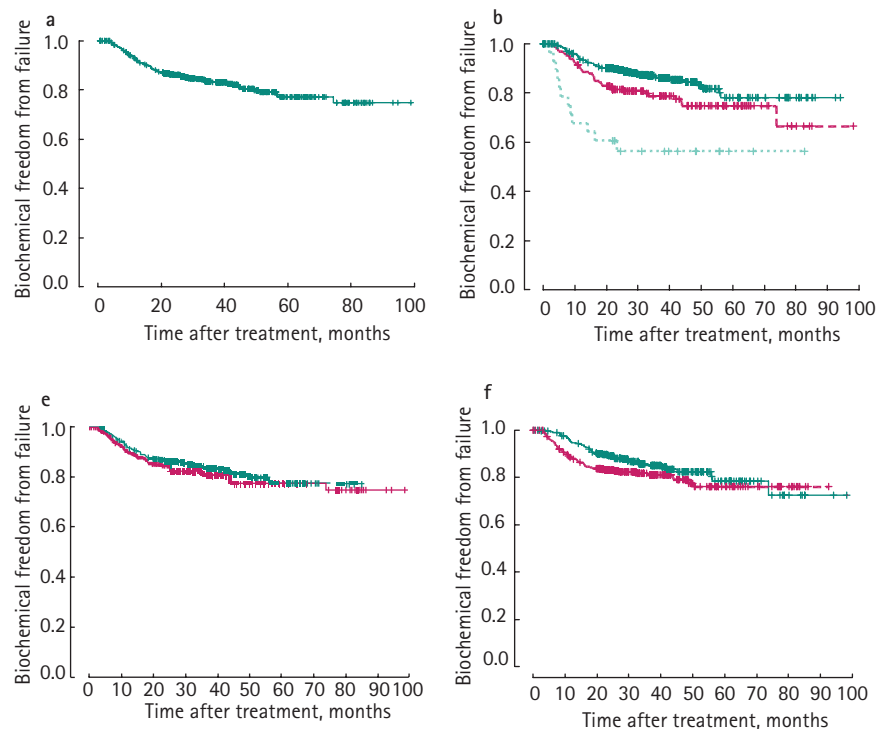 a
Biochemical freedom from failure
1.0
0.8
0.6
0.4
0.2
0.0
0 20 40 60 80 100
Time after treatment, months
b
Biochemical freedom from failure
1.0
0.8
0.6
0.4
0.2
0.0
0 10 20 30 40 50 60 70 80 90 100
Time after treatment, months
e
Biochemical freedom from failure
1.0
0.8
0.6
0.4
0.2
0.0
0 10 20 30 40 50 60 70 80 90 100
Time after treatment, months
f
Biochemical freedom from failure
1.0
0.8
0.6
0.4
0.2
0.0
0 10 20 30 40 50 60 70 80 90 100
Time after treatment, months